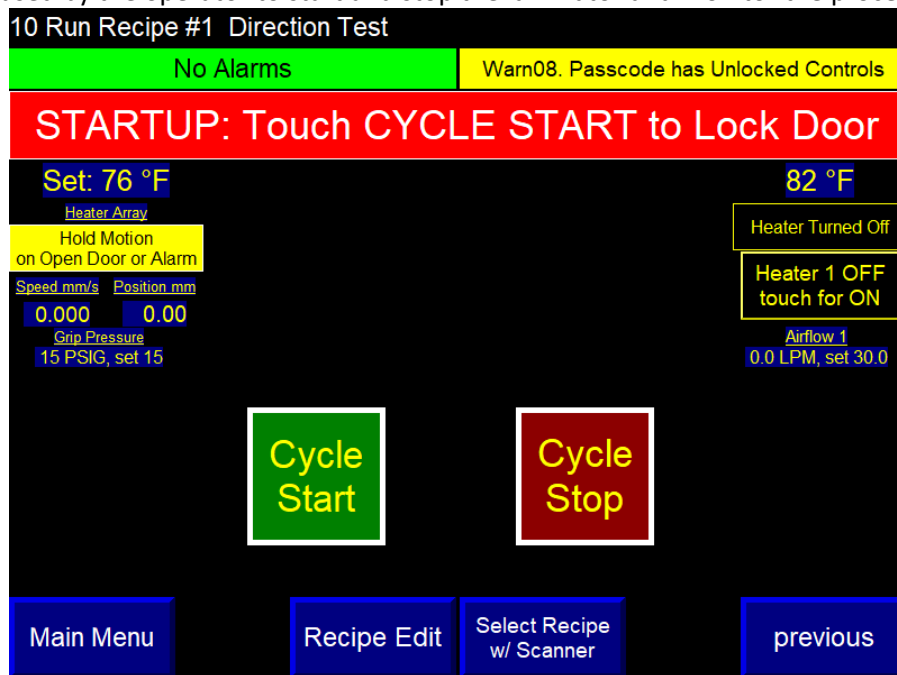 10 Run Recipe #1 Direction Test
No Alarms
Warn08. Passcode has Unlocked Controls
STARTUP: Touch CYCLE START to Lock Door
Set: 76 °F
82 °F
Heater Array
Heater Turned Off
Hold Motion
on Open Door or Alarm
Heater 1 OFF
touch for ON
Speed mm/s Position mm
0.000 0.00
Grip Pressure
15 PSIG, set 15
Airflow 1
0.0 LPM, set 30.0
Cycle
Start
Cycle
Stop
Main Menu
Recipe Edit
Select Recipe
w/ Scanner
previous